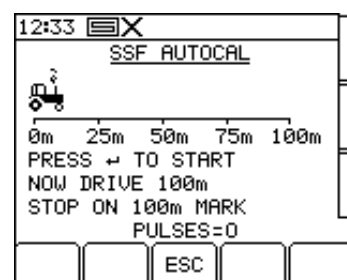 12:33
SSF AUTOCAL
0m 25m 50m 75m 100m
PRESS ↵ TO START
NOW DRIVE 100m
STOP ON 100m MARK
PULSES=0
ESC